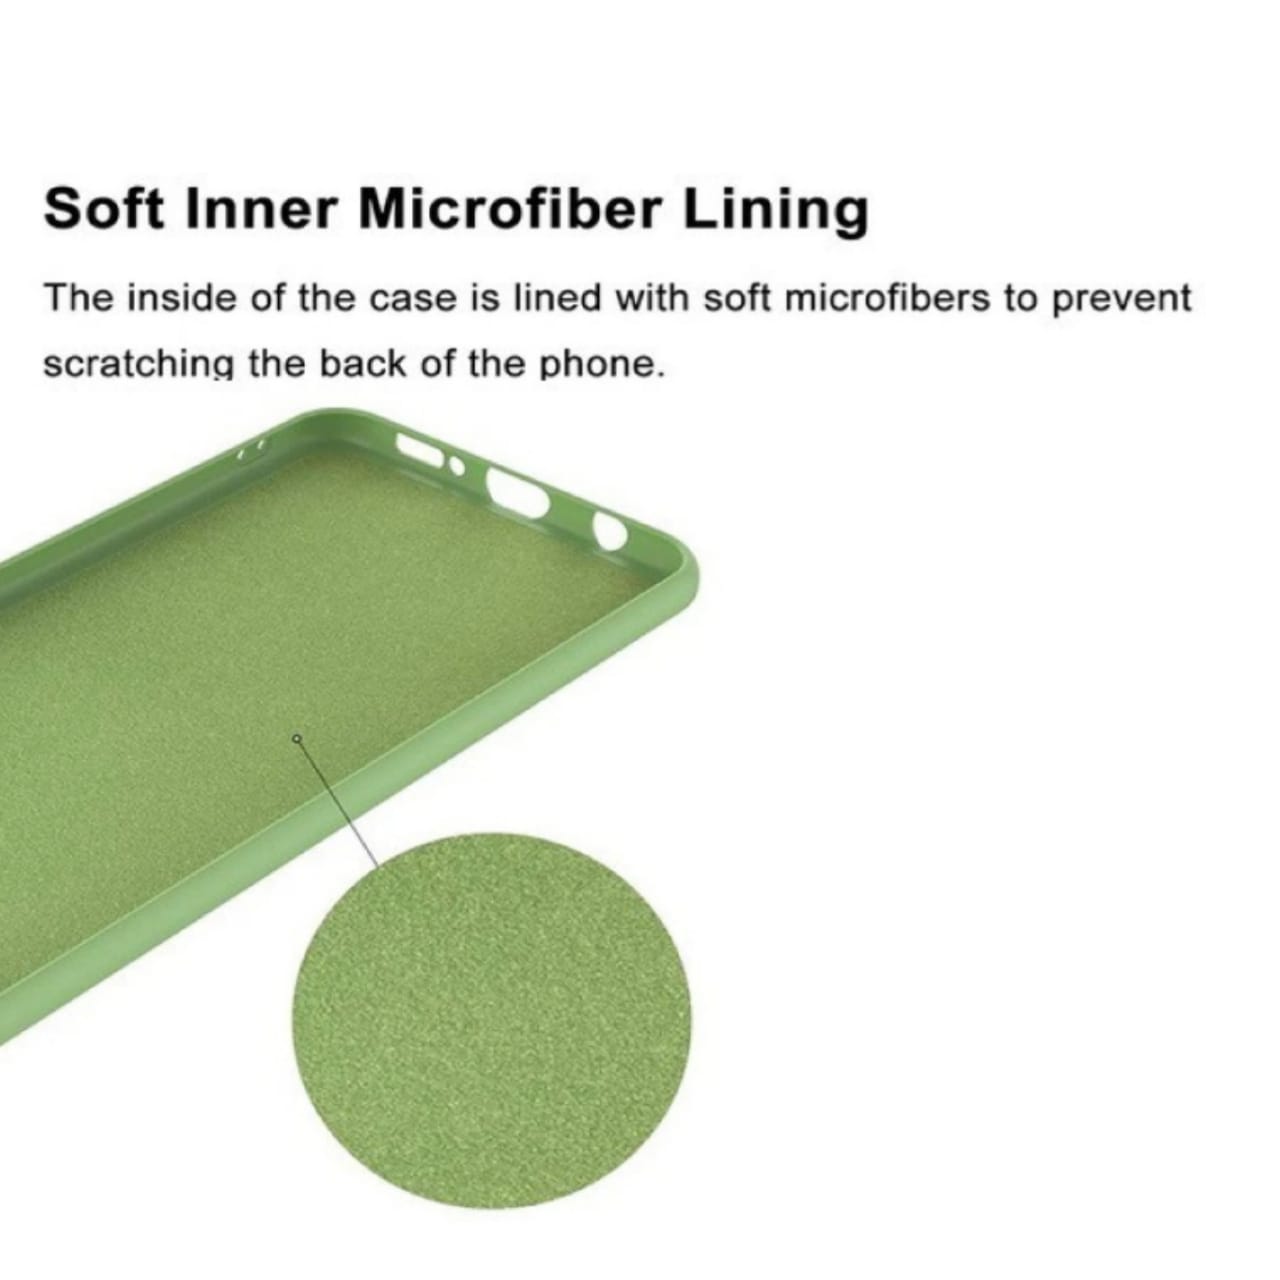 Soft Inner Microfiber Lining
The inside of the case is lined with soft microfibers to prevent
scratching the back of the phone.